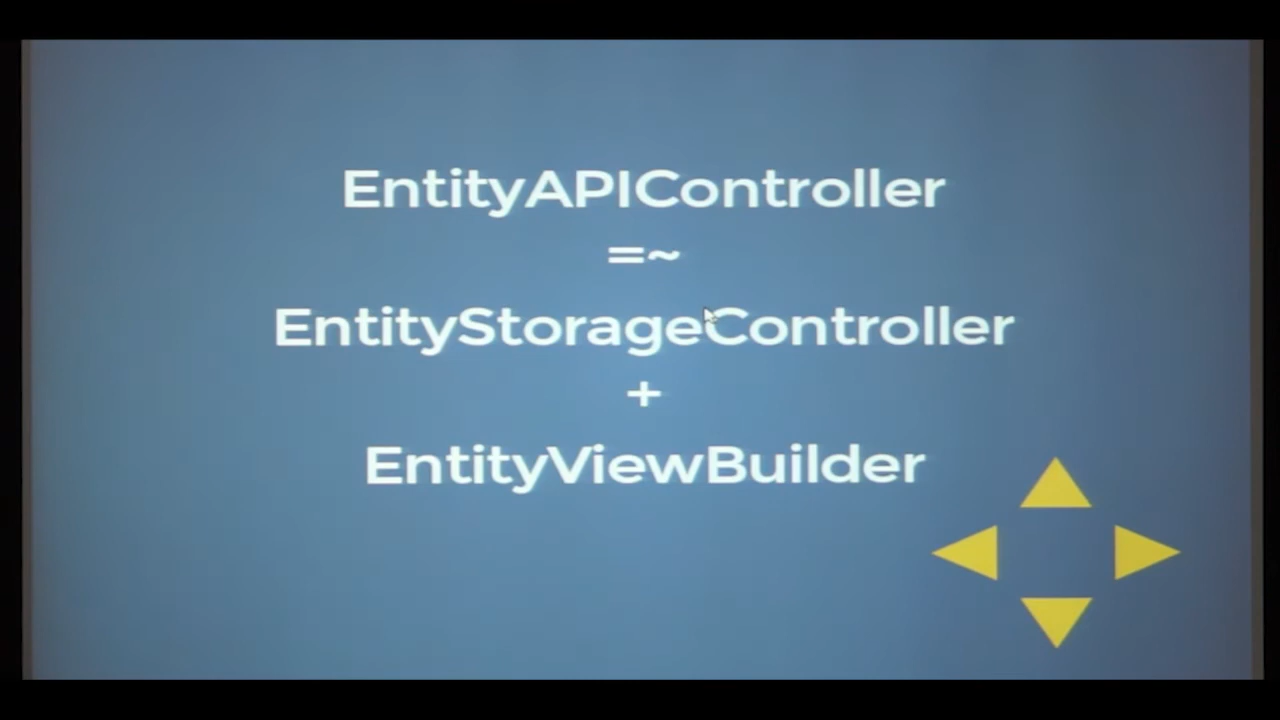 EntityAPIController
=~
EntityStorageController
+
EntityViewBuilder